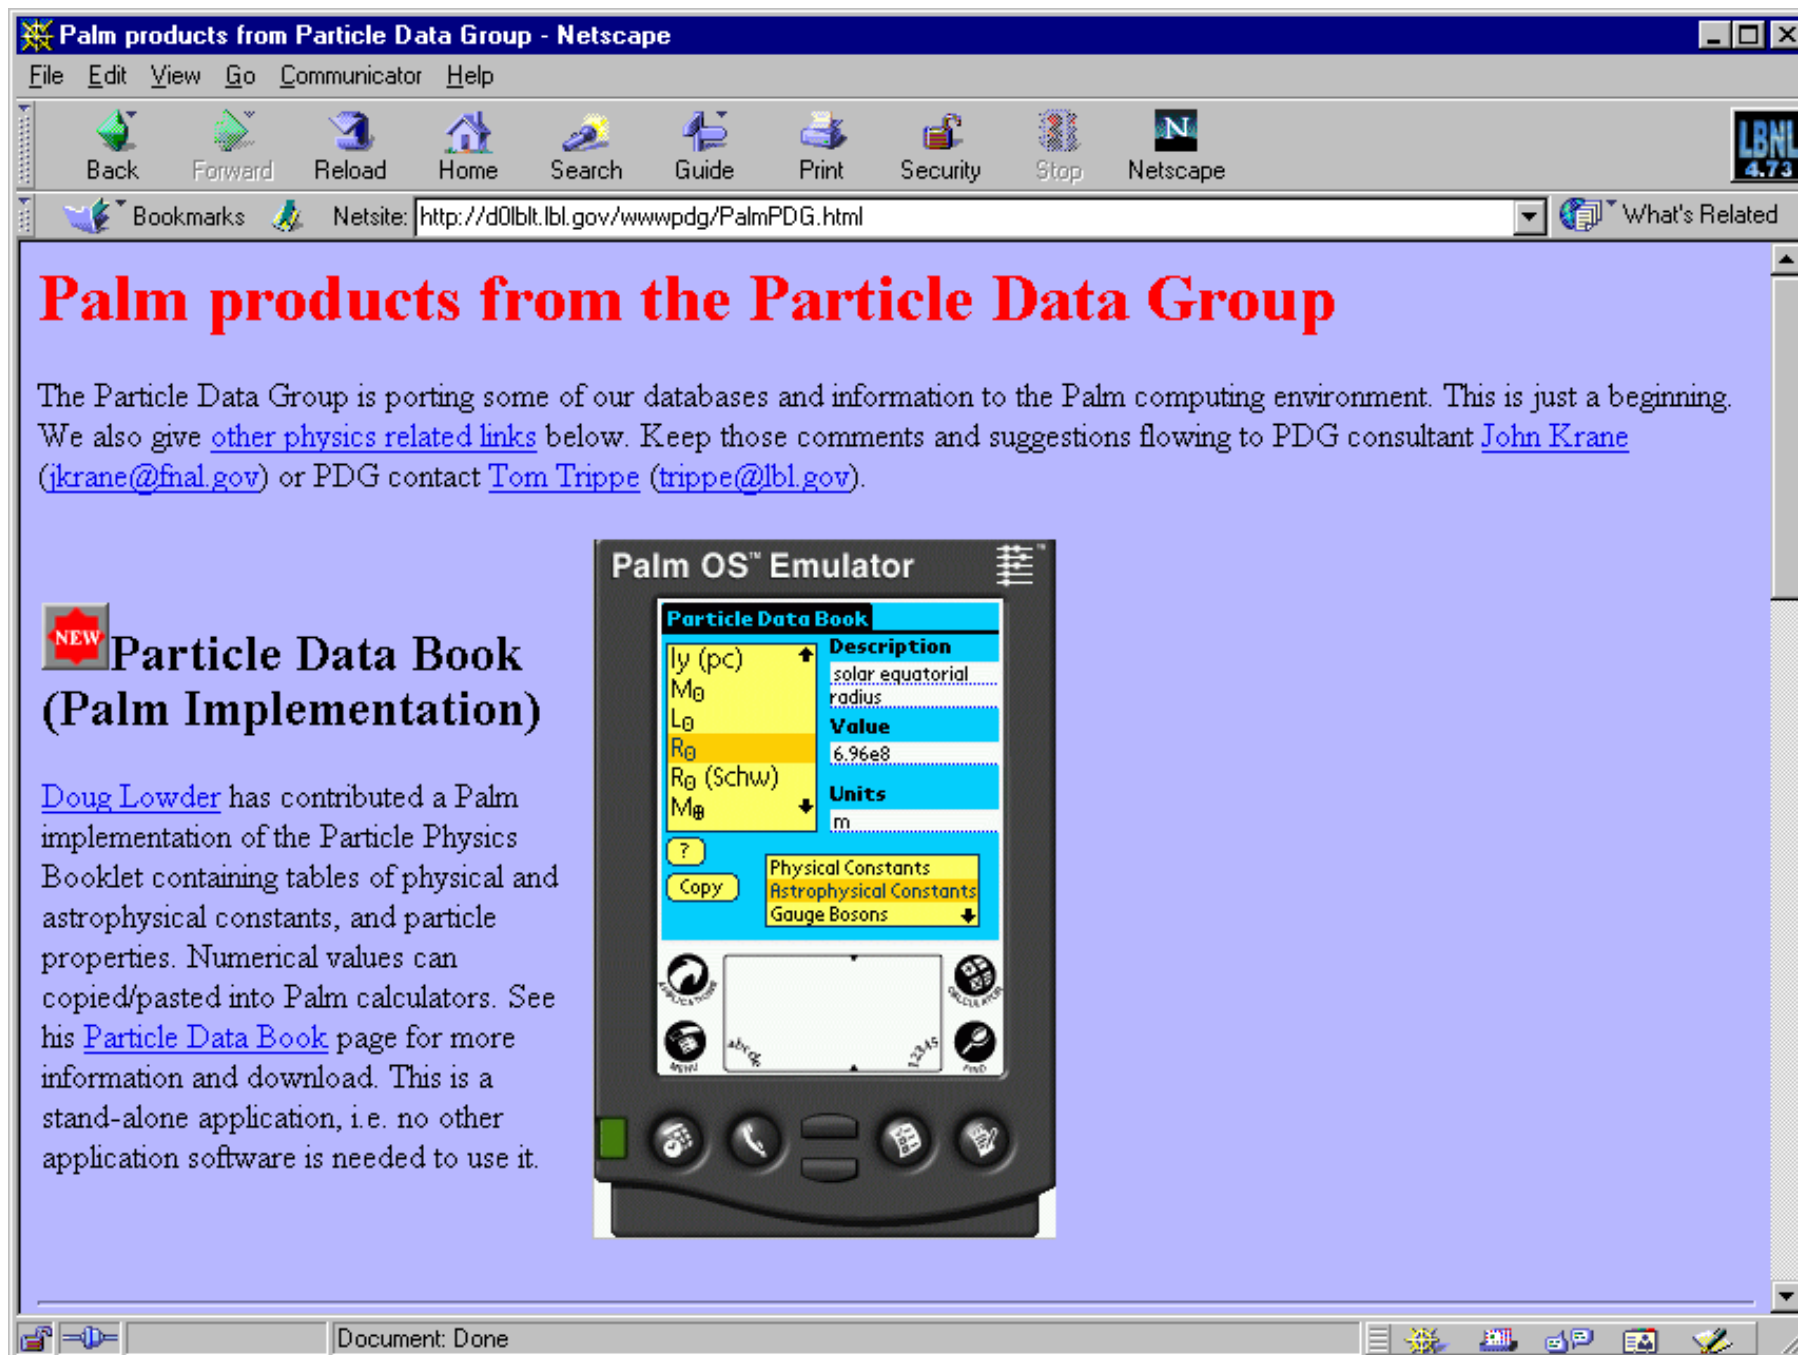 Palm products from Particle Data Group - Netscape
File Edit View Go Communicator Help
Back Forward Reload Home Search Guide Print Security Stop Netscape
LBNL
4.73
Bookmarks Netsite: http://d0lblt.lbl.gov/wwwpdg/PalmPDG.html What's Related
Palm products from the Particle Data Group
The Particle Data Group is porting some of our databases and information to the Palm computing environment. This is just a beginning.
We also give other physics related links below. Keep those comments and suggestions flowing to PDG consultant John Krane
(jkrane@fnal.gov) or PDG contact Tom Trippe (trippe@lbl.gov).
NEW Particle Data Book
(Palm Implementation)
Doug Lowder has contributed a Palm
implementation of the Particle Physics
Booklet containing tables of physical and
astrophysical constants, and particle
properties. Numerical values can
copied/pasted into Palm calculators. See
his Particle Data Book page for more
information and download. This is a
stand-alone application, i.e. no other
application software is needed to use it.
Palm OS™ Emulator
Particle Data Book
ly (pc)
M⊙
L⊙
R⊙
R⊙ (Schw)
M⊕
Description
solar equatorial
radius
Value
6.96e8
Units
m
?
Copy
Physical Constants
Astrophysical Constants
Gauge Bosons
APPLICATIONS
CALCULATOR
MENU
abcde
12345
FIND
Document: Done